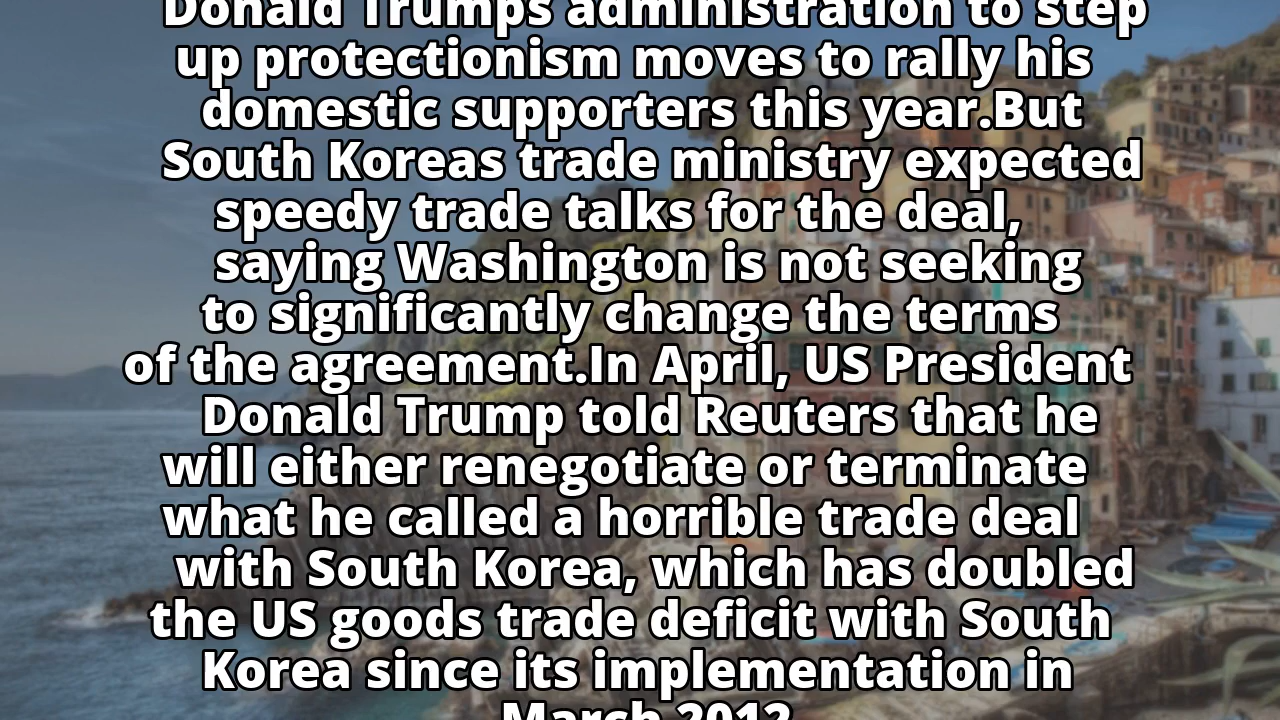 Donald Trumps administration to step
up protectionism moves to rally his
domestic supporters this year.But
South Koreas trade ministry expected
speedy trade talks for the deal,
saying Washington is not seeking
to significantly change the terms
of the agreement.In April, US President
Donald Trump told Reuters that he
will either renegotiate or terminate
what he called a horrible trade deal
with South Korea, which has doubled
the US goods trade deficit with South
Korea since its implementation in
March 2012